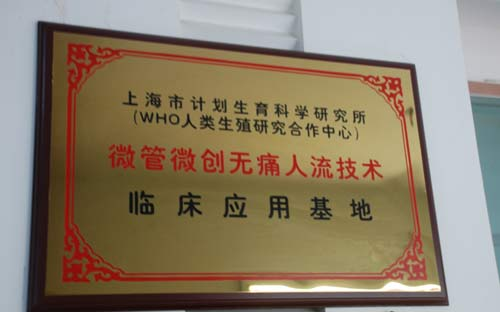 上海市计划生育科学研究所
(WHO人类生殖研究合作中心)
微管微创无痛人流技术
临床应用基地